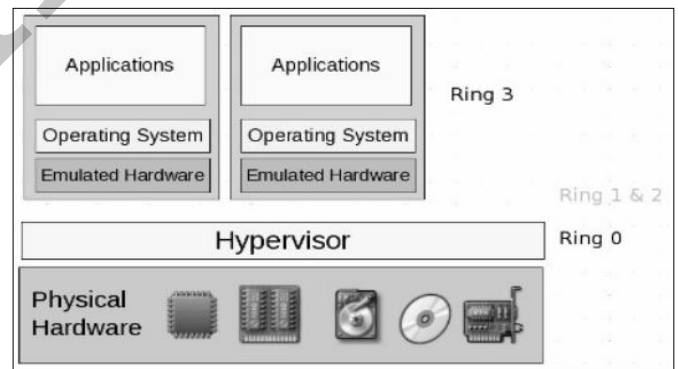 Applications
Applications
Ring 3
Operating System
Operating System
Emulated Hardware
Emulated Hardware
Ring 1 & 2
Hypervisor
Ring 0
Physical
Hardware